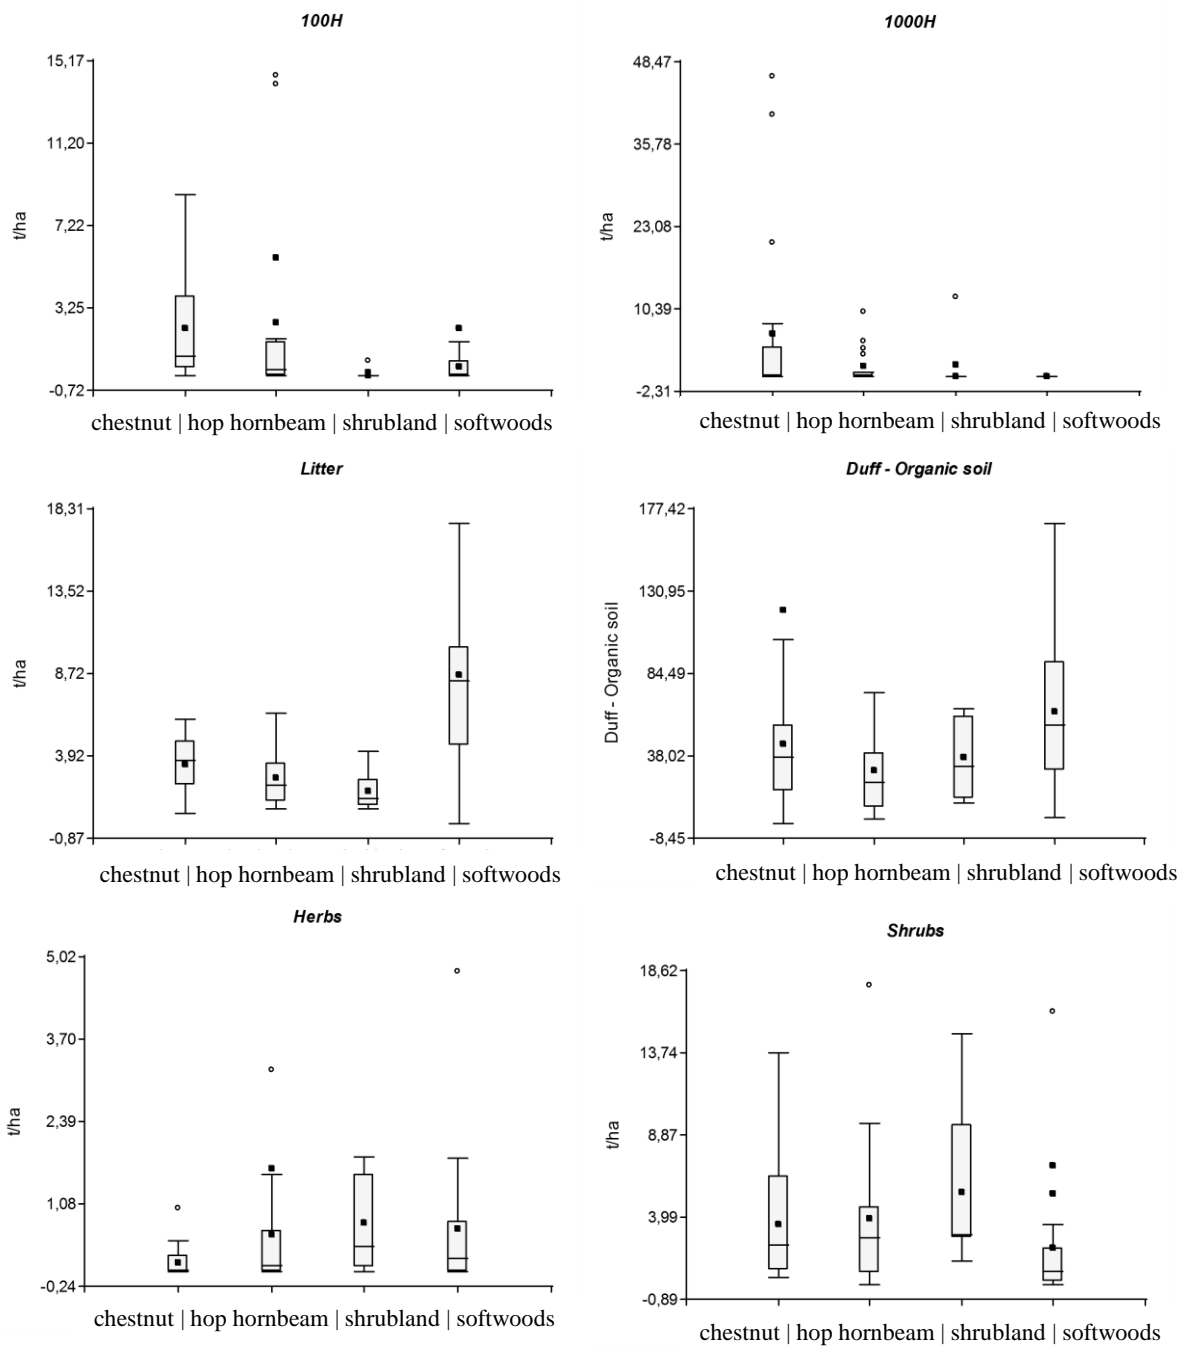 100H
15,17
11,20
7,22
3,25
-0,72
t/ha
chestnut | hop hornbeam | shrubland | softwoods
1000H
48,47
35,78
23,08
10,39
-2,31
t/ha
chestnut | hop hornbeam | shrubland | softwoods
Litter
18,31
13,52
8,72
3,92
-0,87
t/ha
chestnut | hop hornbeam | shrubland | softwoods
Duff - Organic soil
177,42
130,95
84,49
38,02
-8,45
Duff - Organic soil
chestnut | hop hornbeam | shrubland | softwoods
Herbs
5,02
3,70
2,39
1,08
-0,24
t/ha
chestnut | hop hornbeam | shrubland | softwoods
Shrubs
18,62
13,74
8,87
3,99
-0,89
t/ha
chestnut | hop hornbeam | shrubland | softwoods